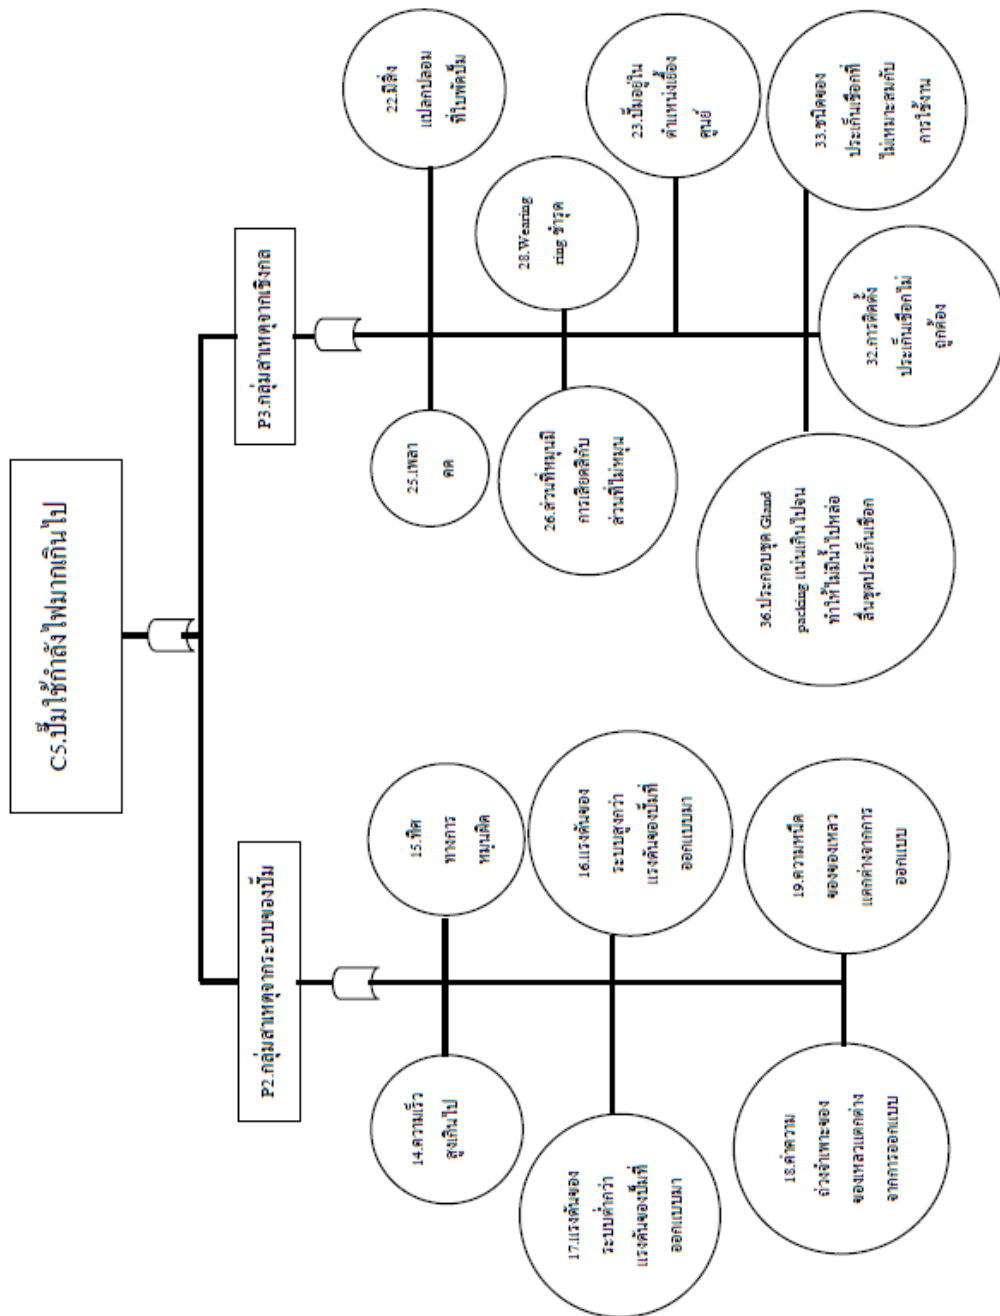 C5.ปั๊มใช้กำลังไฟมากเกินไป
P2.กลุ่มสาเหตุจากระบบของปั๊ม
14.ความเร็ว
สูงเกินไป
15.ทิศ
ทางการ
หมุนผิด
17.แรงดันของ
ระบบต่ำกว่า
แรงดันของปั๊มที่
ออกแบบมา
16.แรงดันของ
ระบบสูงกว่า
แรงดันของปั๊มที่
ออกแบบมา
18.ค่าความ
ถ่วงจำเพาะของ
ของเหลวแตกต่าง
จากการออกแบบ
19.ความหนืด
ของของเหลว
แตกต่างจากการ
ออกแบบ
P3.กลุ่มสาเหตุจากเชิงกล
25.เพลา
คด
22.มีสิ่ง
แปลกปลอม
ที่ใบพัดปั๊ม
26.ส่วนที่หมุนมี
การเสียดสีกับ
ส่วนที่ไม่หมุน
28.Wearing
ring ชำรุด
23.ปั๊มอยู่ใน
ตำแหน่งเยื้อง
ศูนย์
36.ประกอบชุด Gland
packing แน่นเกินไปจน
ทำให้ไม่มีน้ำไปหล่อ
ลื่นชุดประเก็นเชือก
32.การติดตั้ง
ประเก็นเชือกไม่
ถูกต้อง
33.ชนิดของ
ประเก็นเชือกที่
ไม่เหมาะสมกับ
การใช้งาน